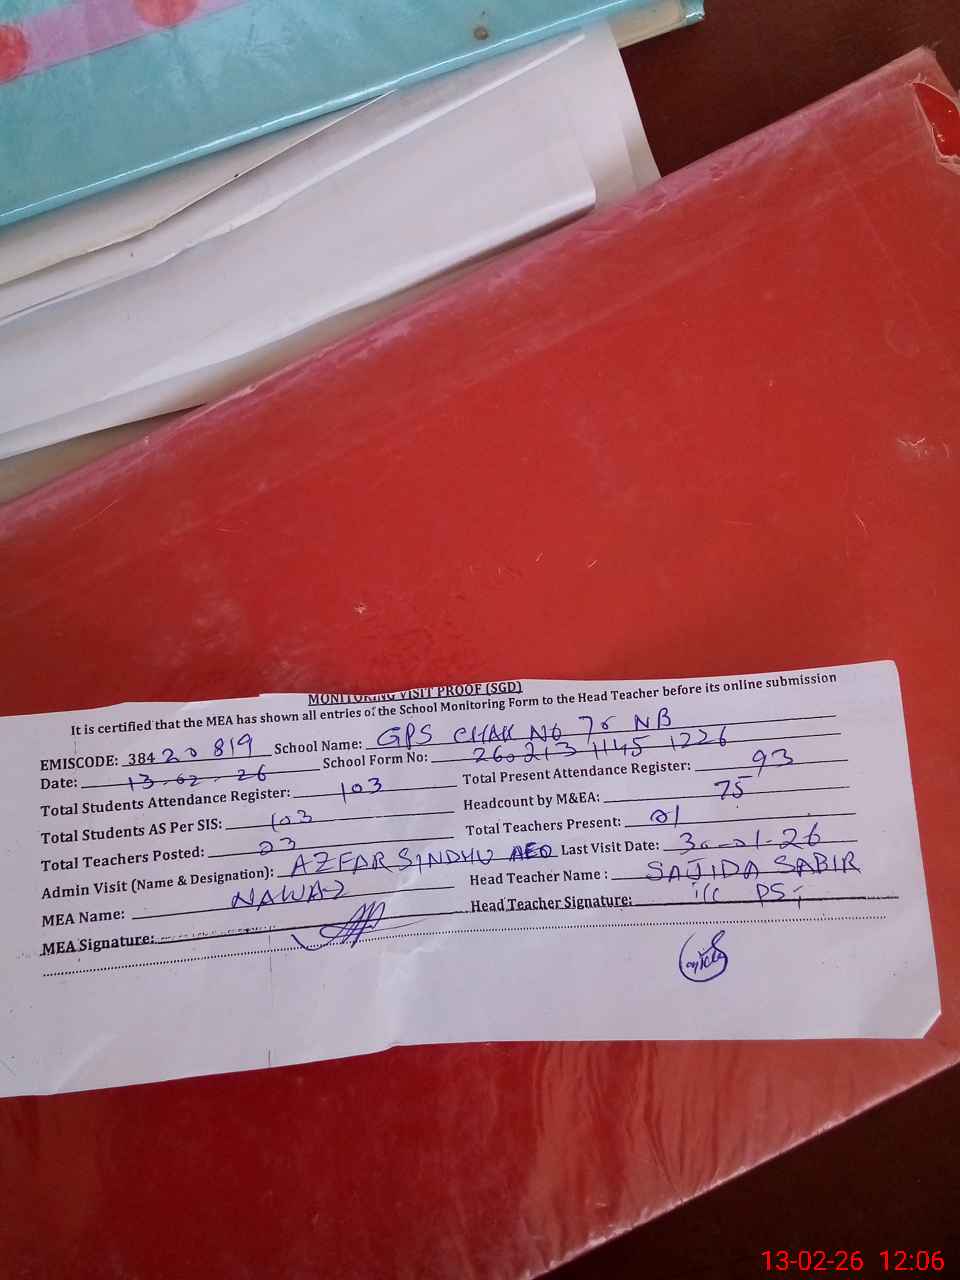 MONITORING VISIT PROOF (SGD)
It is certified that the MEA has shown all entries of the School Monitoring Form to the Head Teacher before its online submission
EMISCODE: 384 20 819 School Name: GPS CHAK NO 76 NB
Date: 13-02-26 School Form No: 260213 1145 1226
Total Students Attendance Register: 103 Total Present Attendance Register: 93
Total Students AS Per SIS: 103 Headcount by M&EA: 75
Total Teachers Posted: 03 Total Teachers Present: 01
Admin Visit (Name & Designation): AZFAR SINDHU AEO Last Visit Date: 30-01-26
MEA Name: NAWAZ Head Teacher Name : SAJIDA SABIR
MEA Signature: Head Teacher Signature: i/c PST
13-02-26 12:06